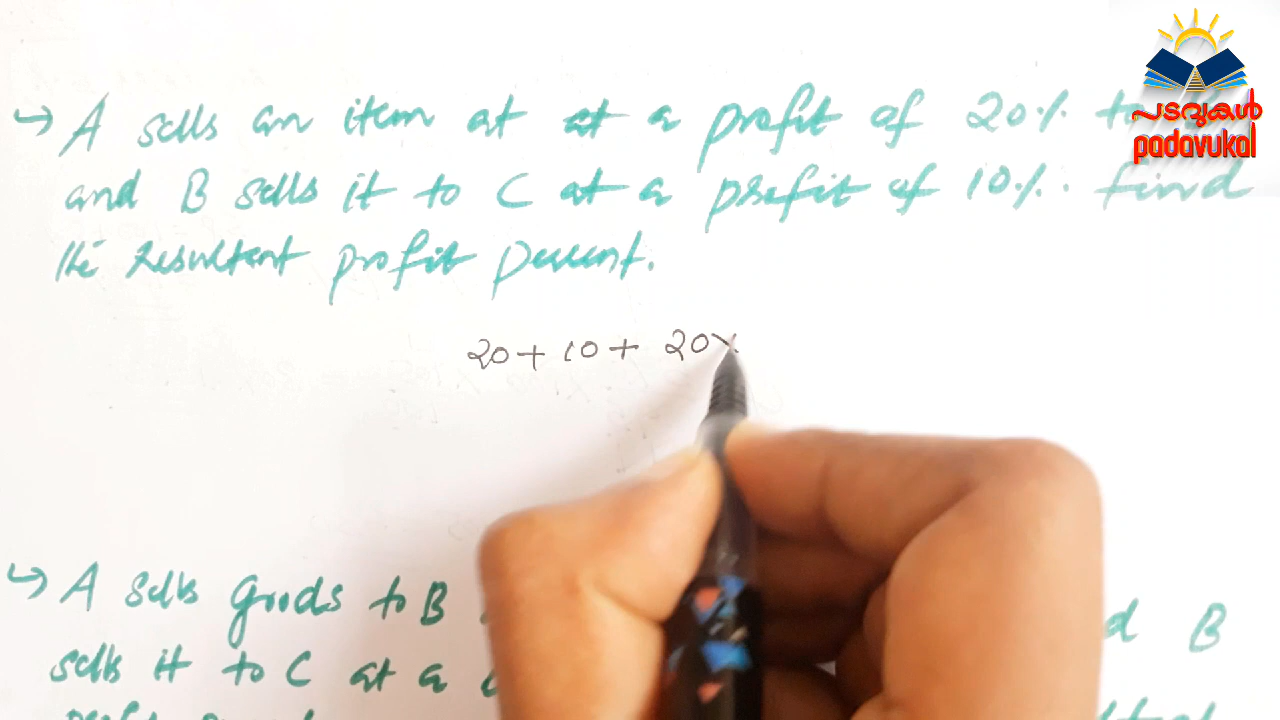 → A sells an item at at a profit of 20% to
and B sells it to C at a profit of 10%. find
the resultent profit percent.
പടവുകൾ
padavukal
20 + 10 + 20×
→ A sells goods to B
d B
sells it to C at a